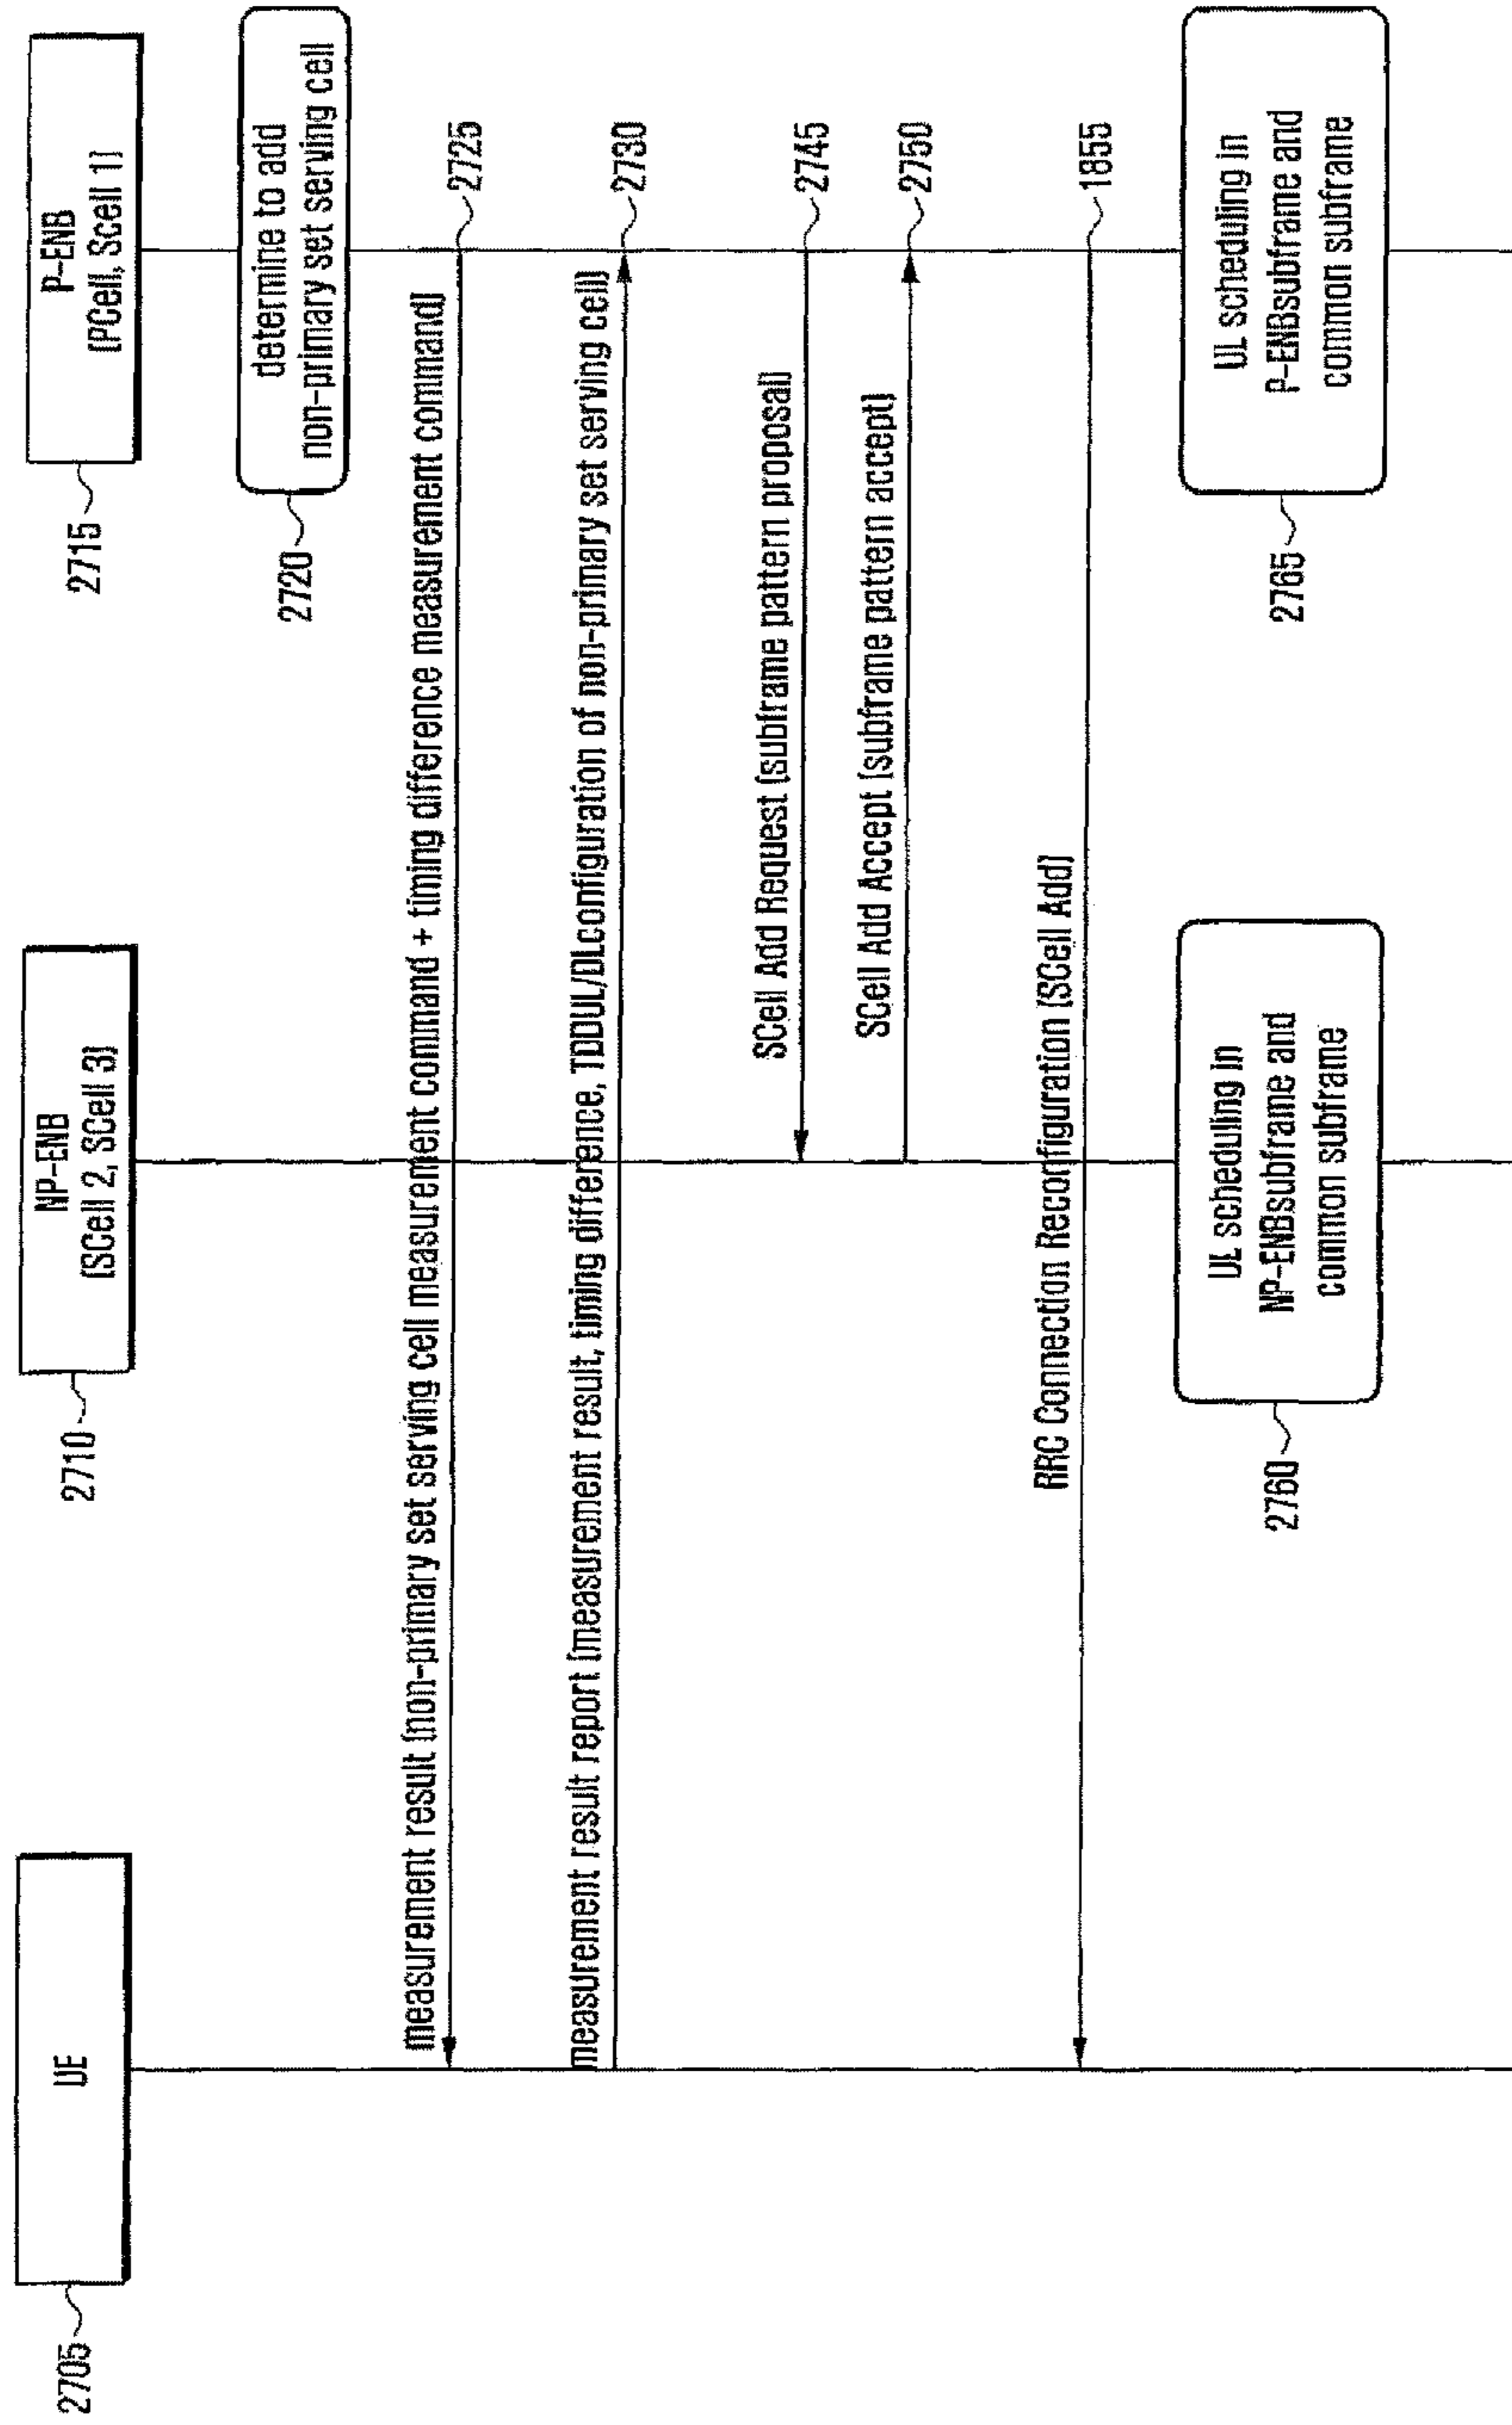 UE
2705
NP-ENB
(SCell 2, SCell 3)
2710
P-ENB
(PCell, Scell 1)
2715
determine to add
non-primary set serving cell
2720
measurement result (non-primary set serving cell measurement command + timing difference measurement command)
2725
measurement result report (measurement result, timing difference, TDDUL/DLconfiguration of non-primary set serving cell)
2730
SCell Add Request (subframe pattern proposal)
2745
SCell Add Accept (subframe pattern accept)
2750
RRC Connection Reconfiguration (SCell Add)
1855
UL scheduling in
NP-ENBsubframe and
common subframe
2760
UL scheduling in
P-ENBsubframe and
common subframe
2765